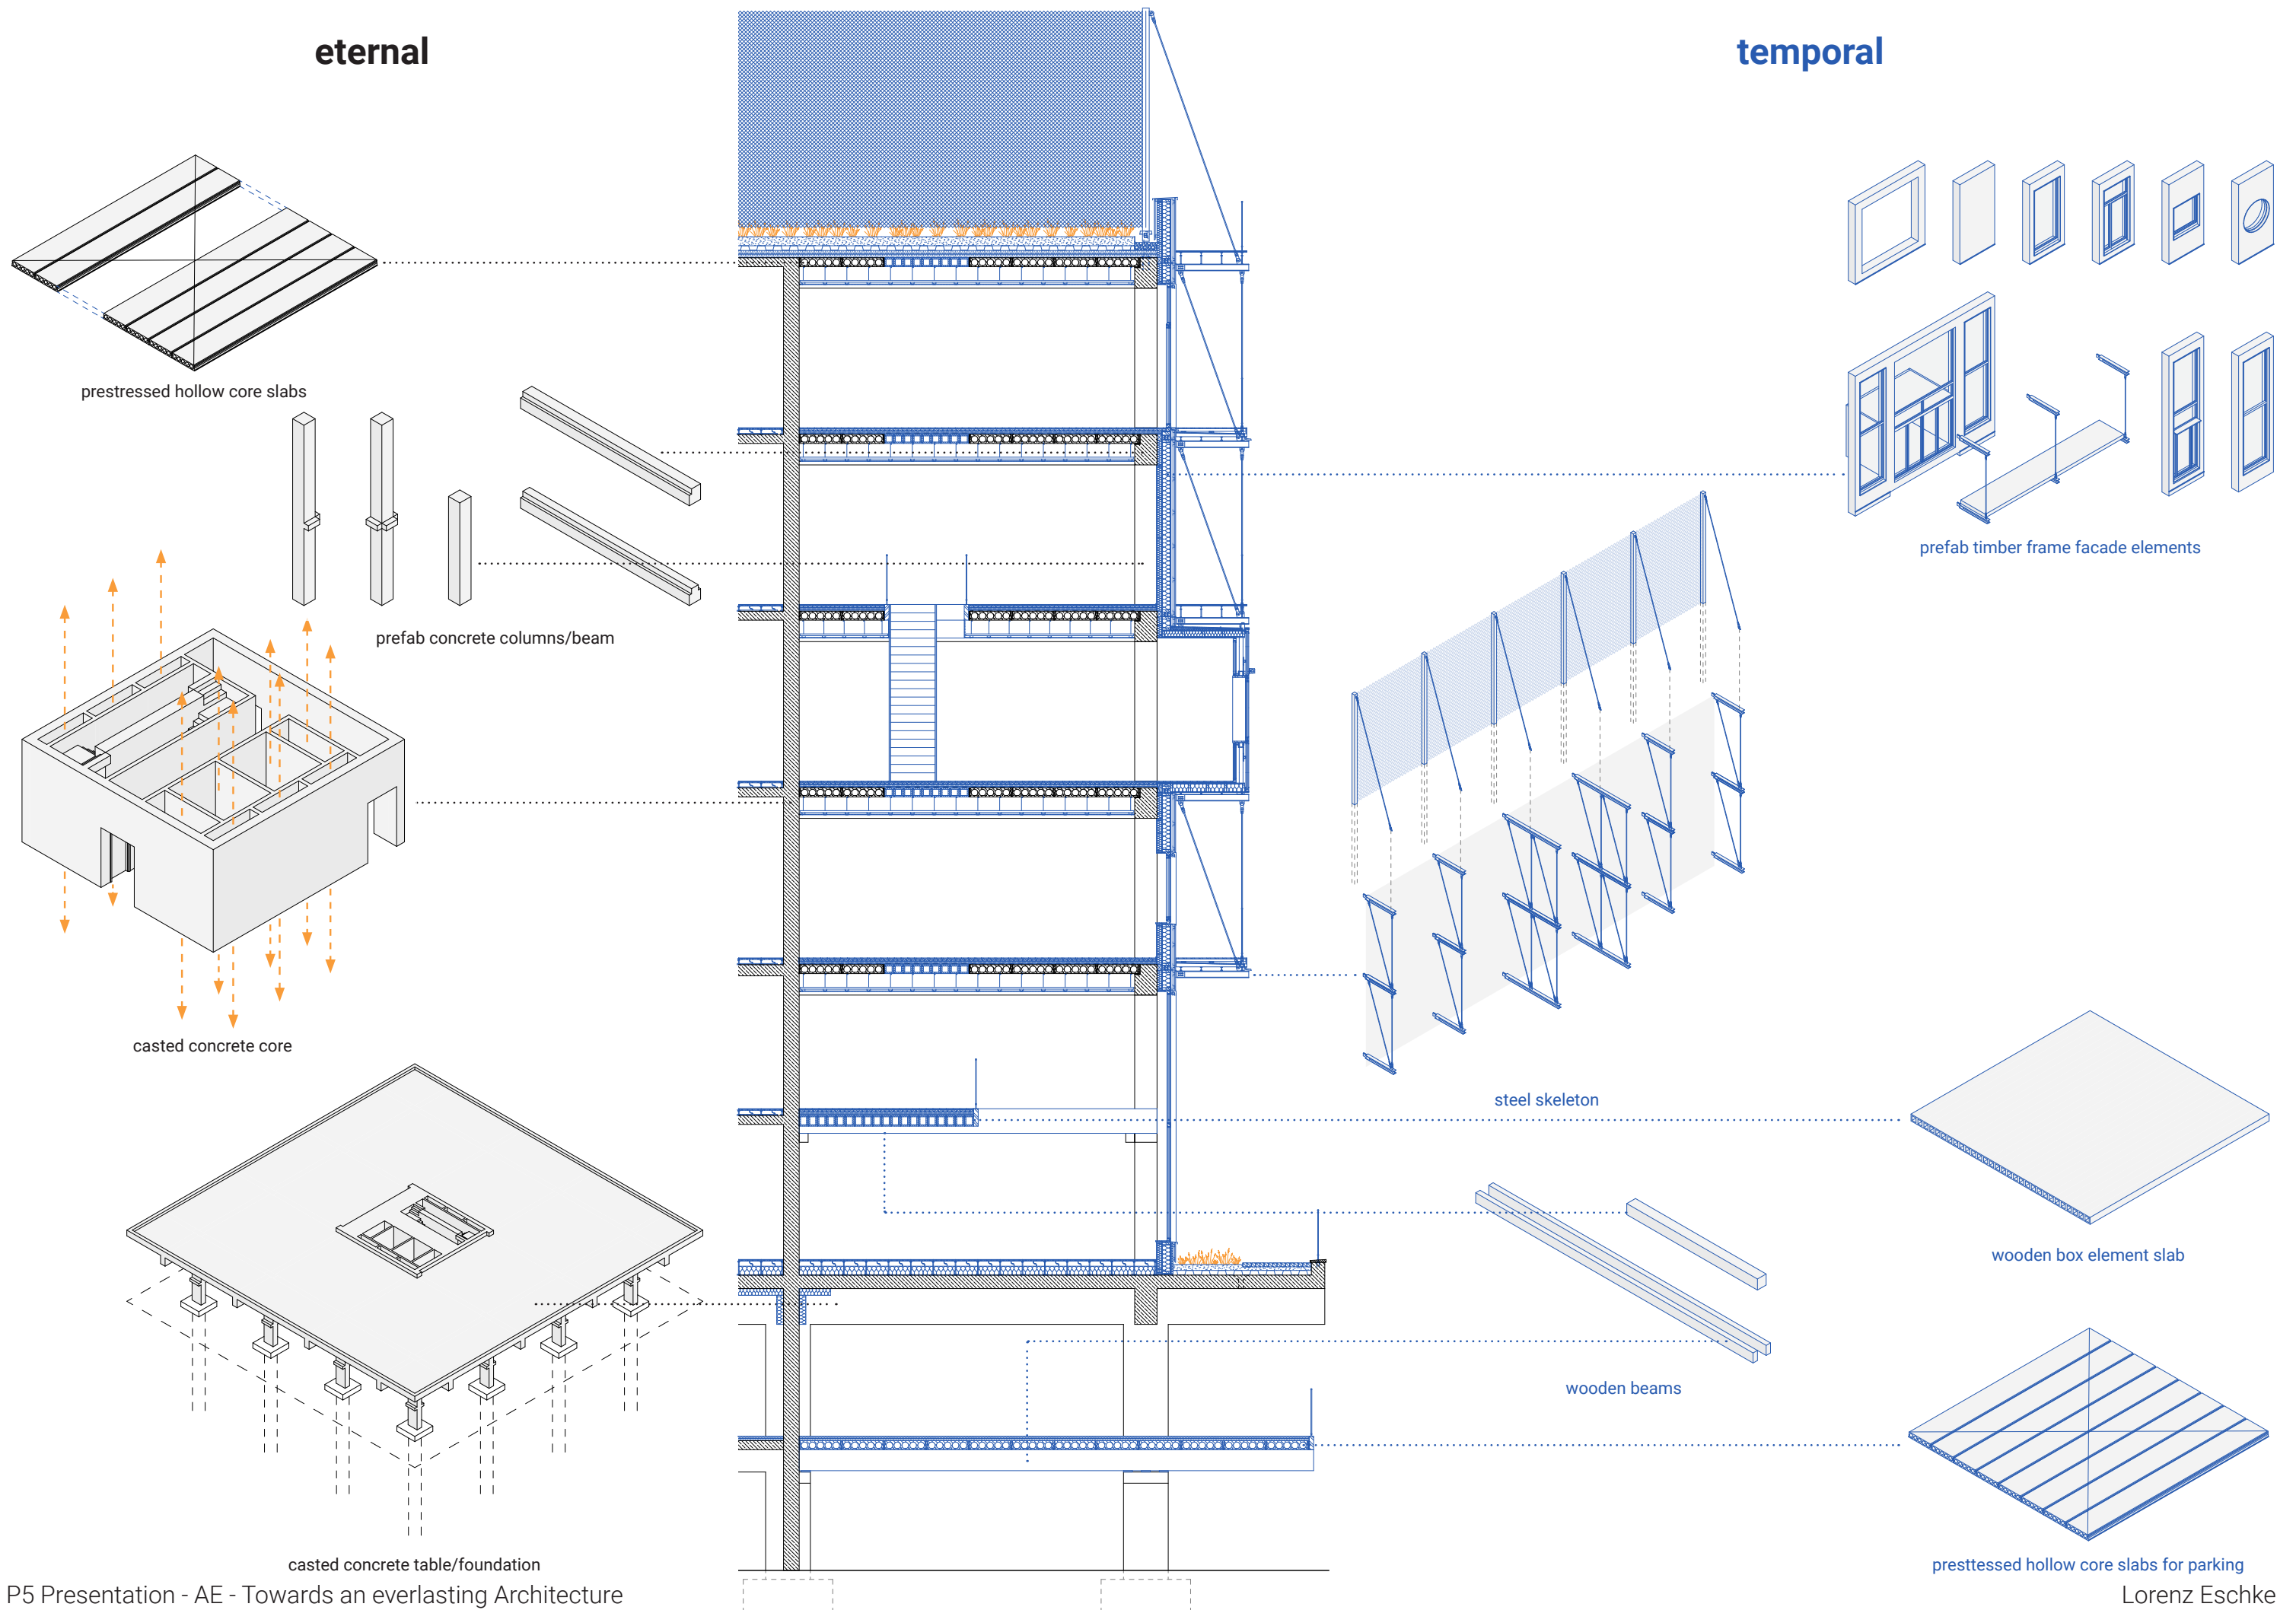 eternal
temporal
prestressed hollow core slabs
prefab concrete columns/beam
prefab timber frame facade elements
casted concrete core
steel skeleton
wooden box element slab
wooden beams
casted concrete table/foundation
presttessed hollow core slabs for parking
P5 Presentation - AE - Towards an everlasting Architecture
Lorenz Eschke